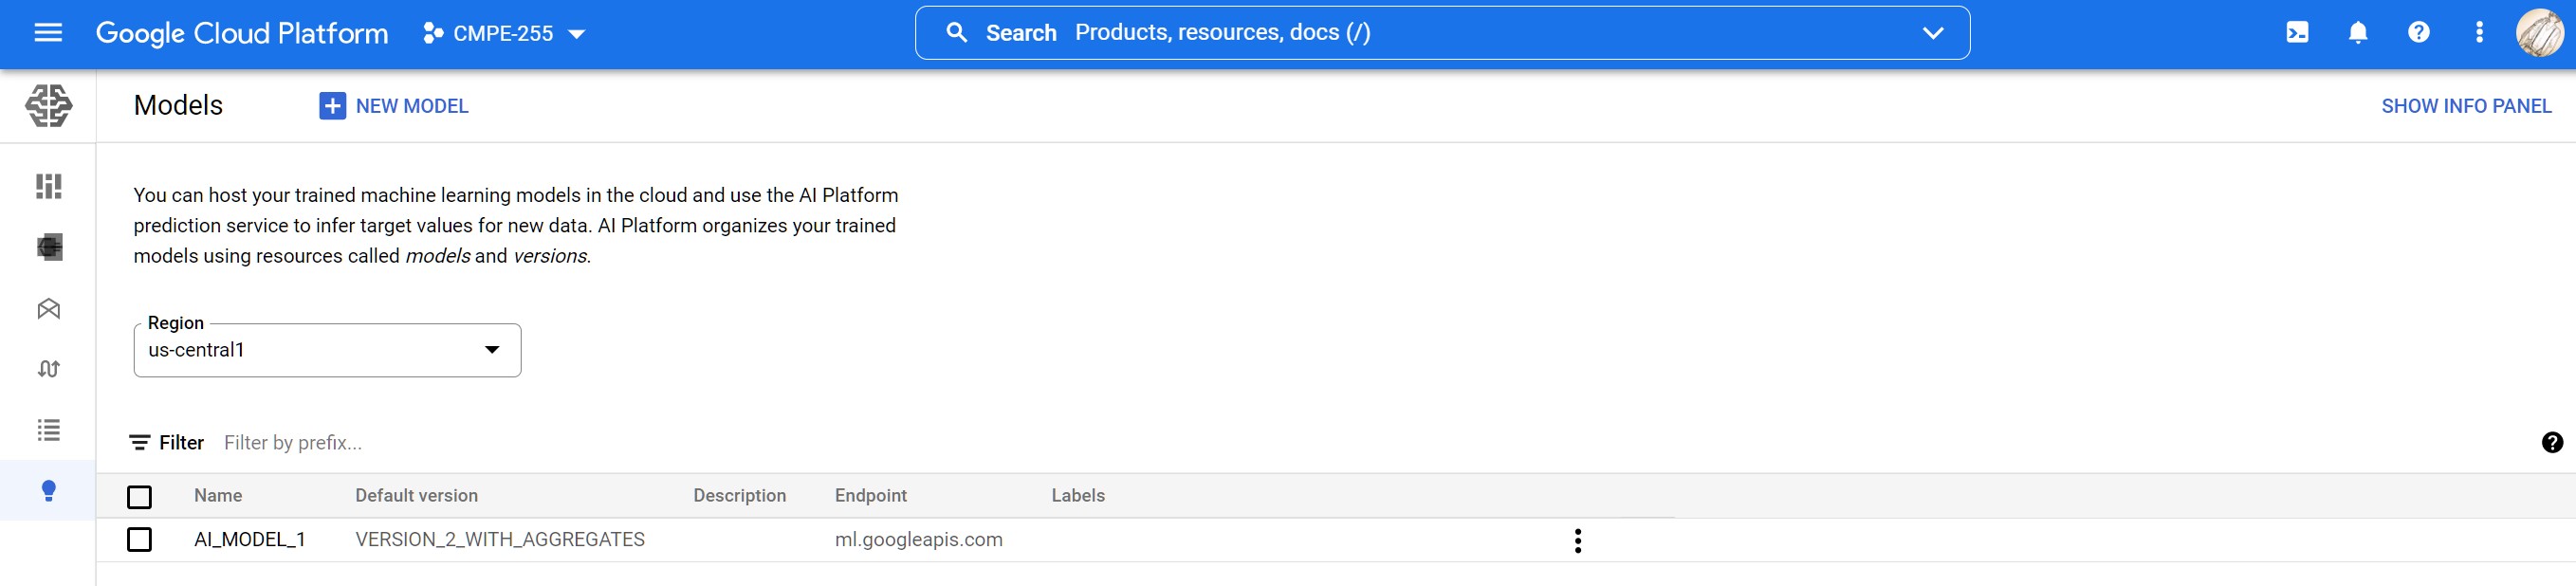 Google Cloud Platform CMPE-255 Search Products, resources, docs (/)
Models NEW MODEL SHOW INFO PANEL
You can host your trained machine learning models in the cloud and use the AI Platform
prediction service to infer target values for new data. AI Platform organizes your trained
models using resources called models and versions.
Region
us-central1
Filter Filter by prefix...
Name Default version Description Endpoint Labels
AI_MODEL_1 VERSION_2_WITH_AGGREGATES ml.googleapis.com